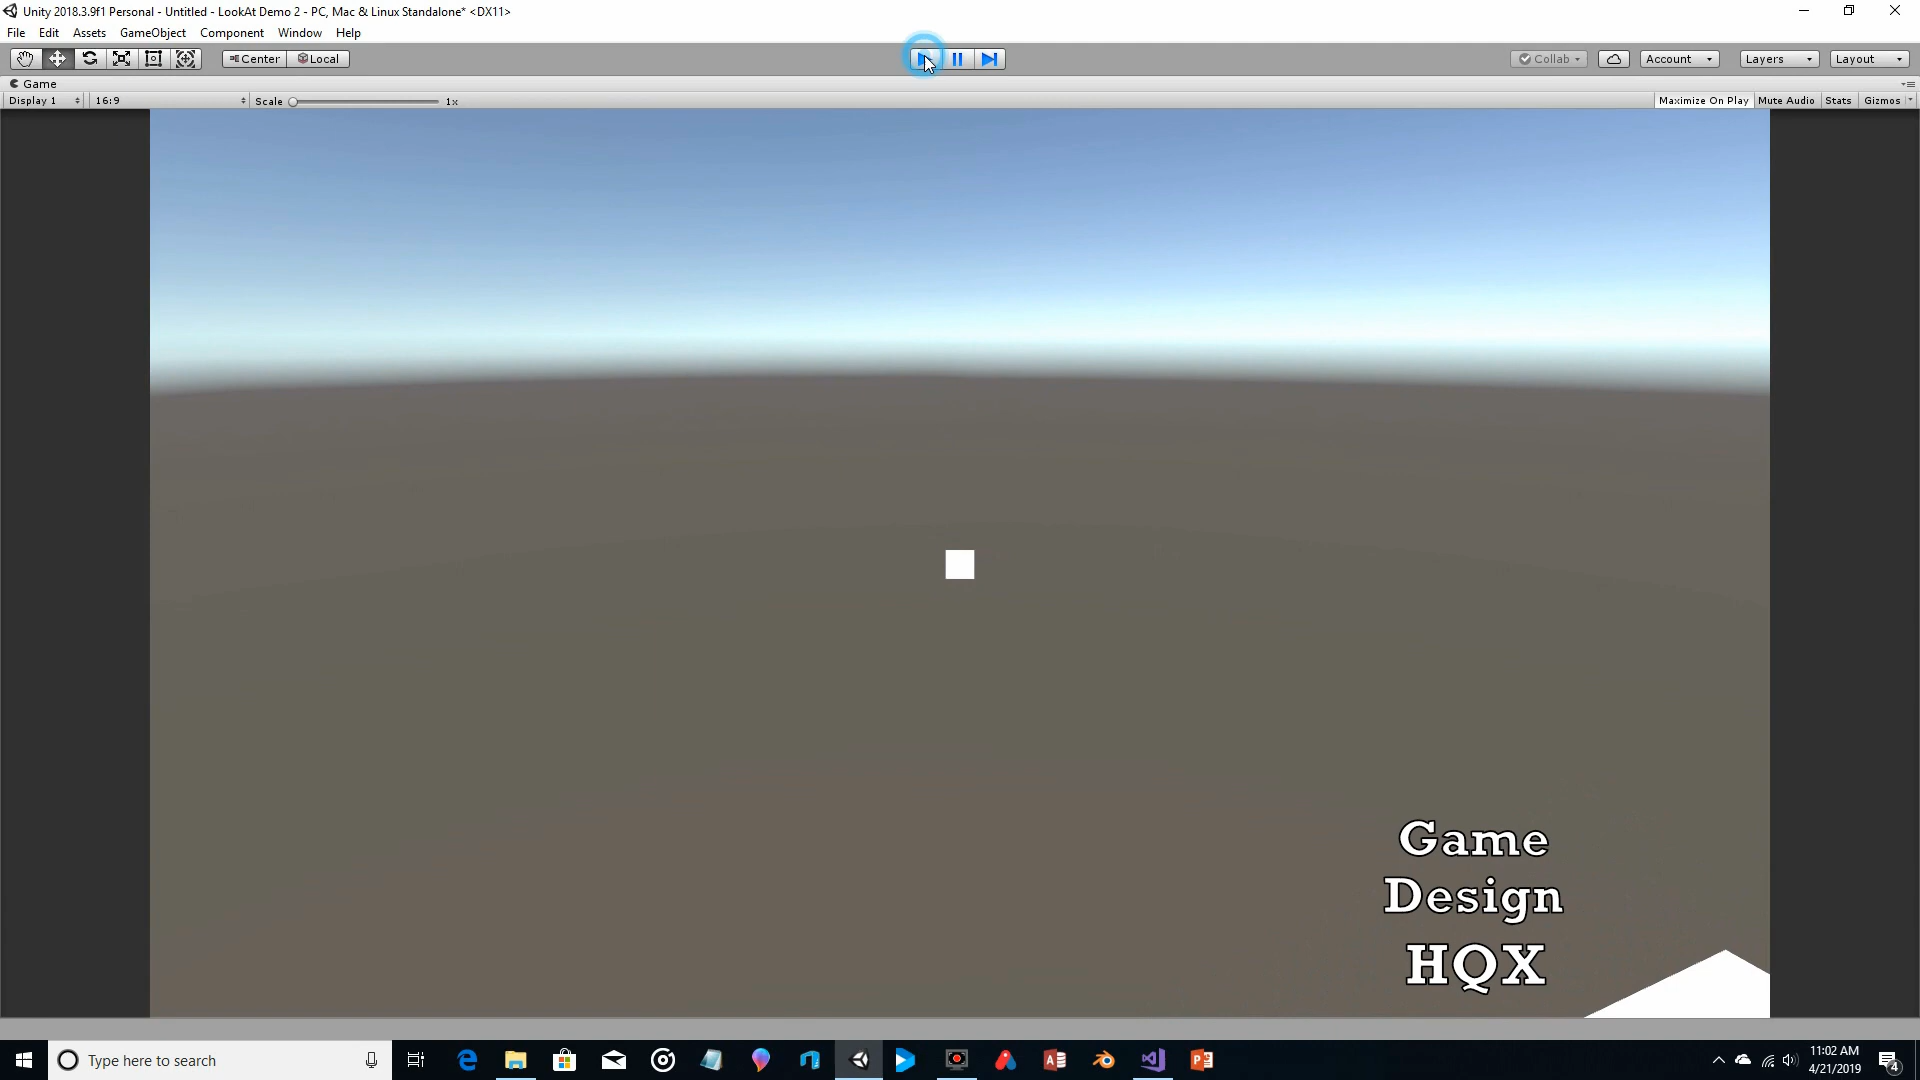 Unity 2018.3.9f1 Personal - Untitled - LookAt Demo 2 - PC, Mac & Linux Standalone* <DX11>
File Edit Assets GameObject Component Window Help
Center Local Collab Account Layers Layout
Game
Display 1 16:9 Scale 1x Maximize On Play Mute Audio Stats Gizmos
Game
Design
HQX
Type here to search
11:02 AM
4/21/2019
4